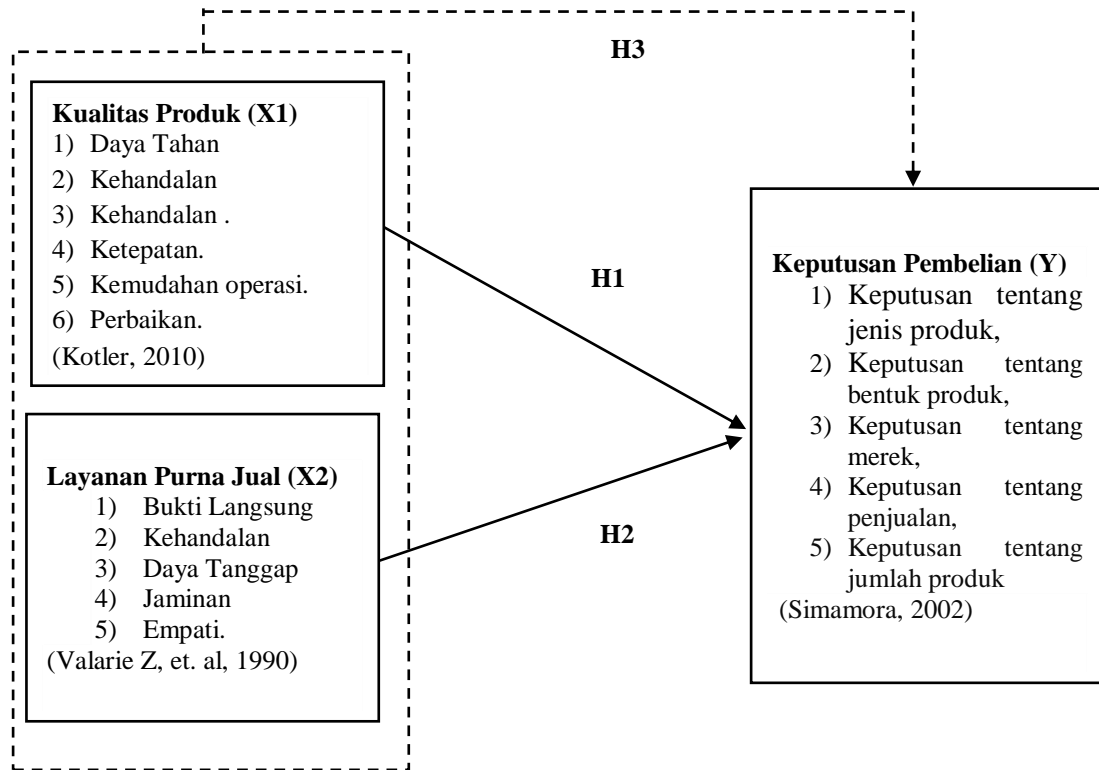 H3
Kualitas Produk (X1)
1) Daya Tahan
2) Kehandalan
3) Kehandalan .
4) Ketepatan.
5) Kemudahan operasi.
6) Perbaikan.
(Kotler, 2010)
H1
Layanan Purna Jual (X2)
1) Bukti Langsung
2) Kehandalan
3) Daya Tanggap
4) Jaminan
5) Empati.
(Valarie Z, et. al, 1990)
H2
Keputusan Pembelian (Y)
1) Keputusan tentang
jenis produk,
2) Keputusan tentang
bentuk produk,
3) Keputusan tentang
merek,
4) Keputusan tentang
penjualan,
5) Keputusan tentang
jumlah produk
(Simamora, 2002)